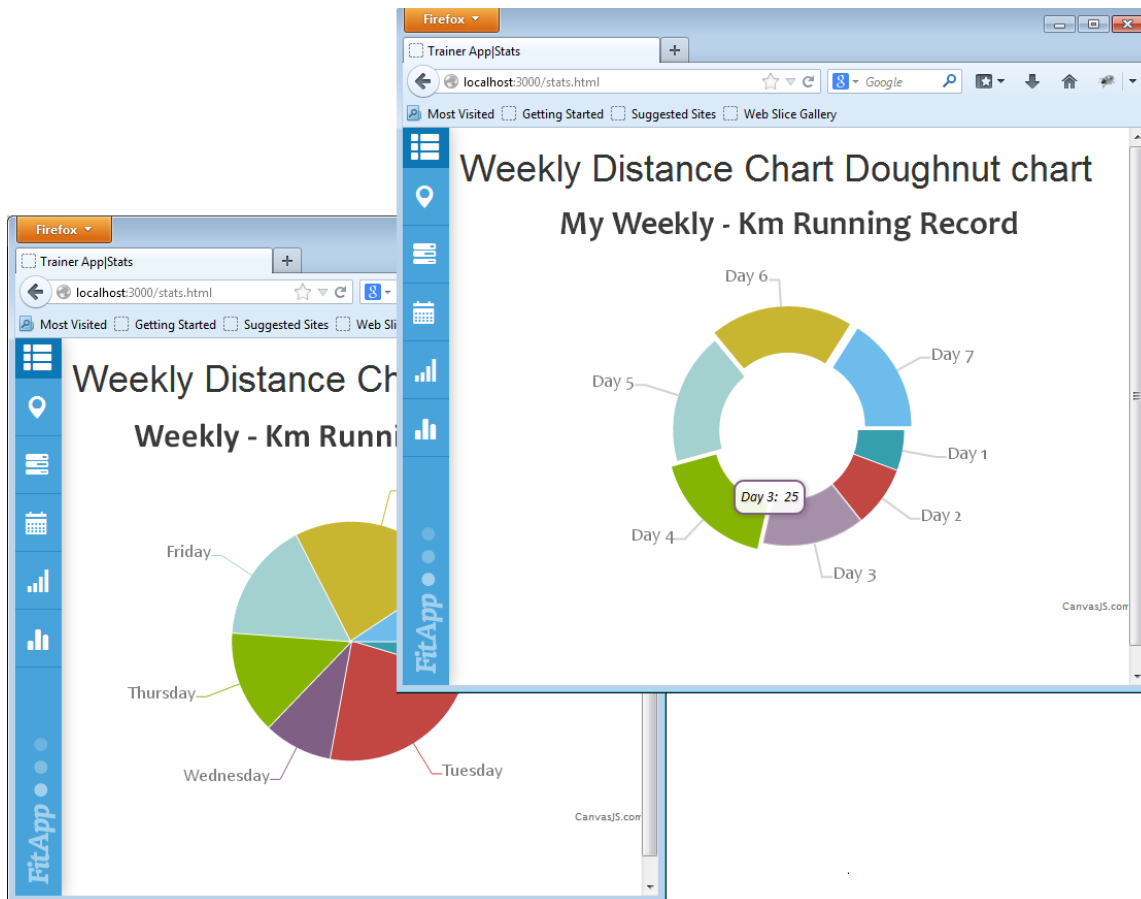 Firefox
Trainer App|Stats
localhost:3000/stats.html
Google
Most Visited Getting Started Suggested Sites Web Slice Gallery
Weekly Distance Chart Doughnut chart
My Weekly - Km Running Record
Day 6
Day 7
Day 5
Day 1
Day 3: 25
Day 2
Day 4
Day 3
CanvasJS.com
FitApp
Firefox
Trainer App|Stats
localhost:3000/stats.html
Most Visited Getting Started Suggested Sites Web
Weekly Distance
Weekly - Km
Friday
Thursday
Wednesday
Tuesday
CanvasJS.com
FitApp